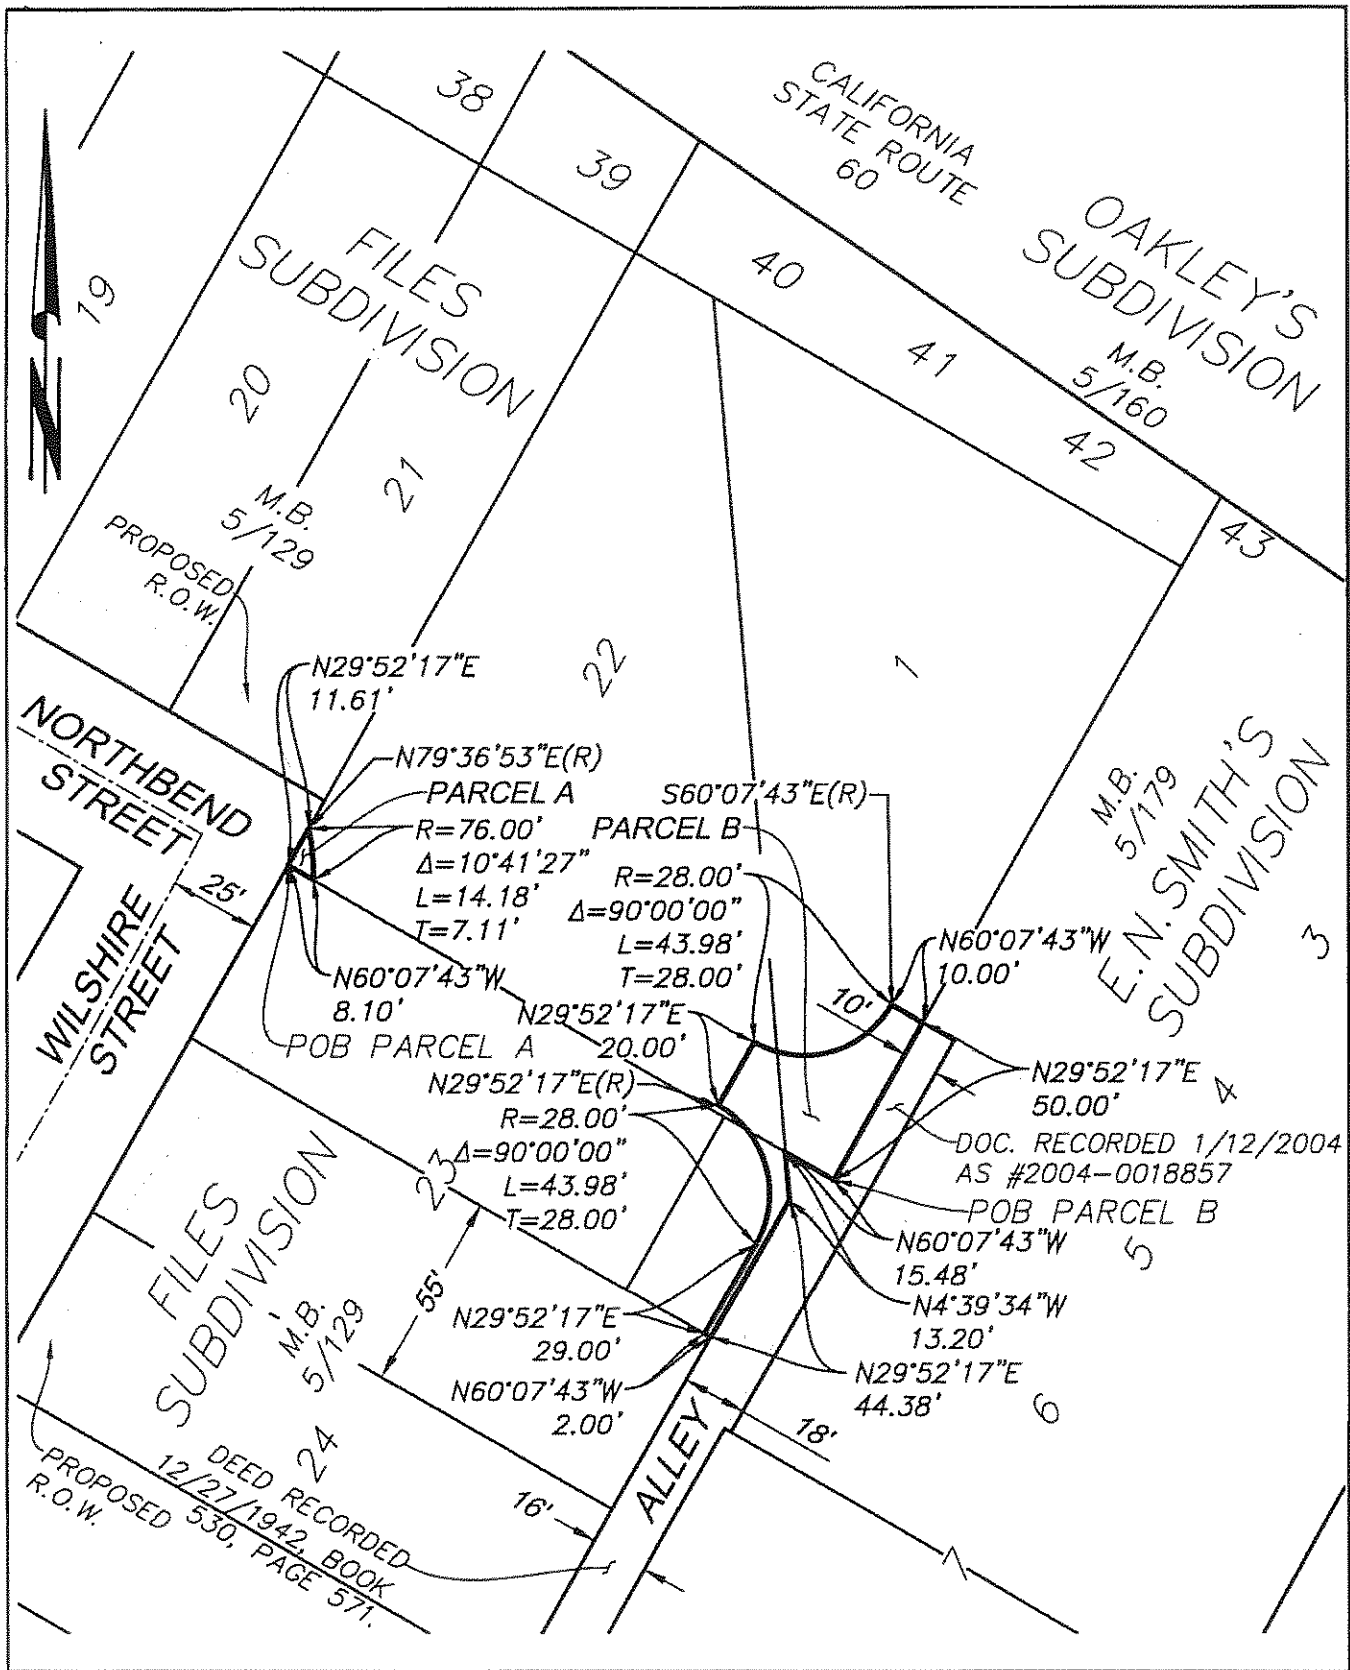 CALIFORNIA
STATE ROUTE
60
38
39
40
41
42
43
OAKLEY'S
SUBDIVISION
M.B.
5/160
N
19
FILES
SUBDIVISION
20
21
M.B.
5/129
PROPOSED
R.O.W.
22
1
N29°52'17"E
11.61'
NORTHBEND
STREET
N79°36'53"E(R)
PARCEL A
R=76.00'
Δ=10°41'27"
L=14.18'
T=7.11'
S60°07'43"E(R)
PARCEL B
R=28.00'
Δ=90°00'00"
L=43.98'
T=28.00'
M.B.
5/179
E.N. SMITH'S
SUBDIVISION
3
25'
WILSHIRE
STREET
N60°07'43"W
8.10'
POB PARCEL A
N60°07'43"W
10.00'
10'
N29°52'17"E
20.00'
N29°52'17"E(R)
R=28.00'
Δ=90°00'00"
L=43.98'
T=28.00'
N29°52'17"E
50.00'
4
DOC. RECORDED 1/12/2004
AS #2004-0018857
POB PARCEL B
N60°07'43"W
15.48'
5
N4°39'34"W
13.20'
N29°52'17"E
44.38'
6
23
FILES
SUBDIVISION
M.B.
5/129
55'
N29°52'17"E
29.00'
N60°07'43"W
2.00'
18'
ALLEY
16'
24
PROPOSED
R.O.W.
DEED RECORDED
12/27/1942, BOOK
530, PAGE 571.
7